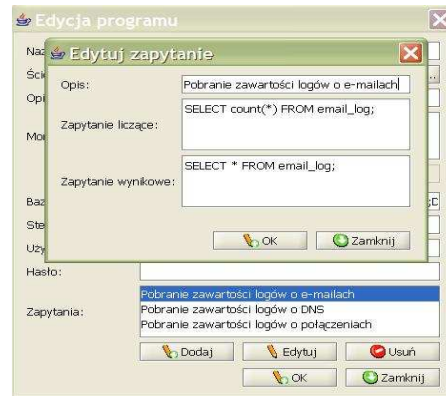 Edycja programu
Edytuj zapytanie
Opis:
Pobranie zawartości logów o e-mailach
Zapytanie liczące:
SELECT count(*) FROM email_log;
Zapytanie wynikowe:
SELECT * FROM email_log;
OK
Zamknij
Hasło:
Zapytania:
Pobranie zawartości logów o e-mailach
Pobranie zawartości logów o DNS
Pobranie zawartości logów o połączeniach
Dodaj
Edytuj
Usuń
OK
Zamknij